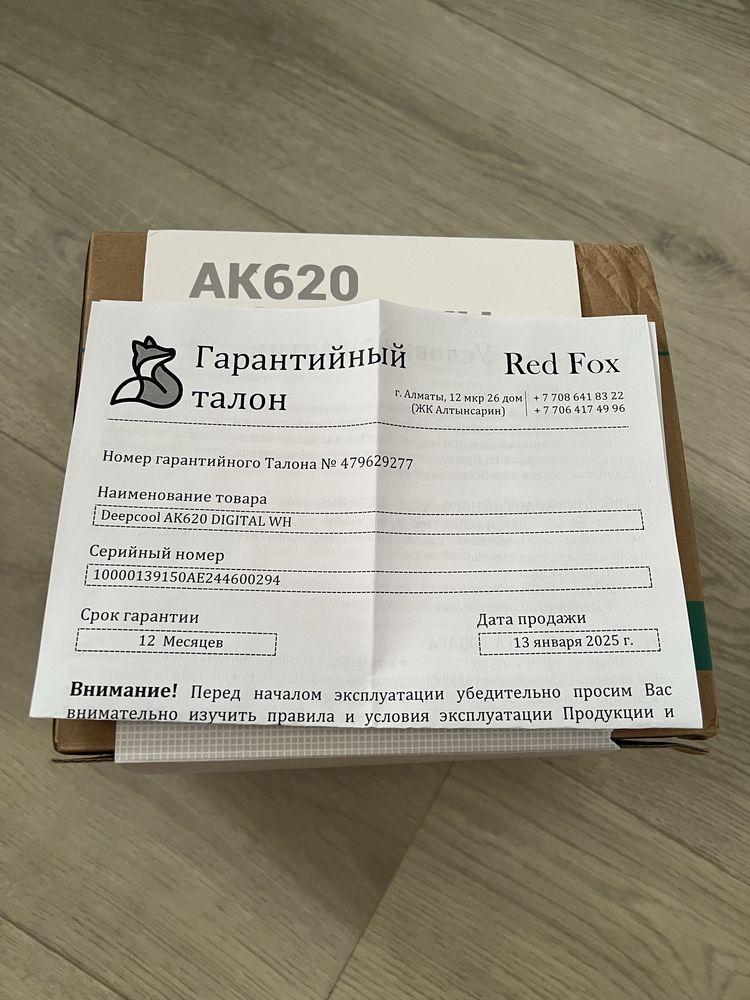 AK620
Гарантийный
талон
Red Fox
г. Алматы, 12 мкр 26 дом
(ЖК Алтынсарин)
+ 7 708 641 83 22
+ 7 706 417 49 96
Номер гарантийного Талона № 479629277
Наименование товара
Deepcool AK620 DIGITAL WH
Серийный номер
10000139150AE244600294
Срок гарантии
12 Месяцев
Дата продажи
13 января 2025 г.
Внимание! Перед началом эксплуатации убедительно просим Вас
внимательно изучить правила и условия эксплуатации Продукции и